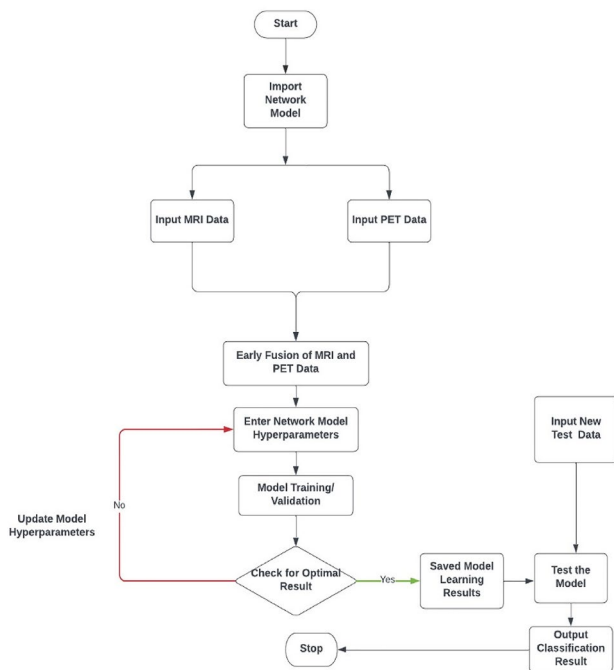 Start
Import
Network
Model
Input MRI Data
Input PET Data
Early Fusion of MRI and
PET Data
Enter Network Model
Hyperparameters
Input New
Test Data
Model Training/
Validation
No
Update Model
Hyperparameters
Check for Optimal
Result
Yes
Saved Model
Learning
Results
Test the
Model
Output
Classification
Result
Stop